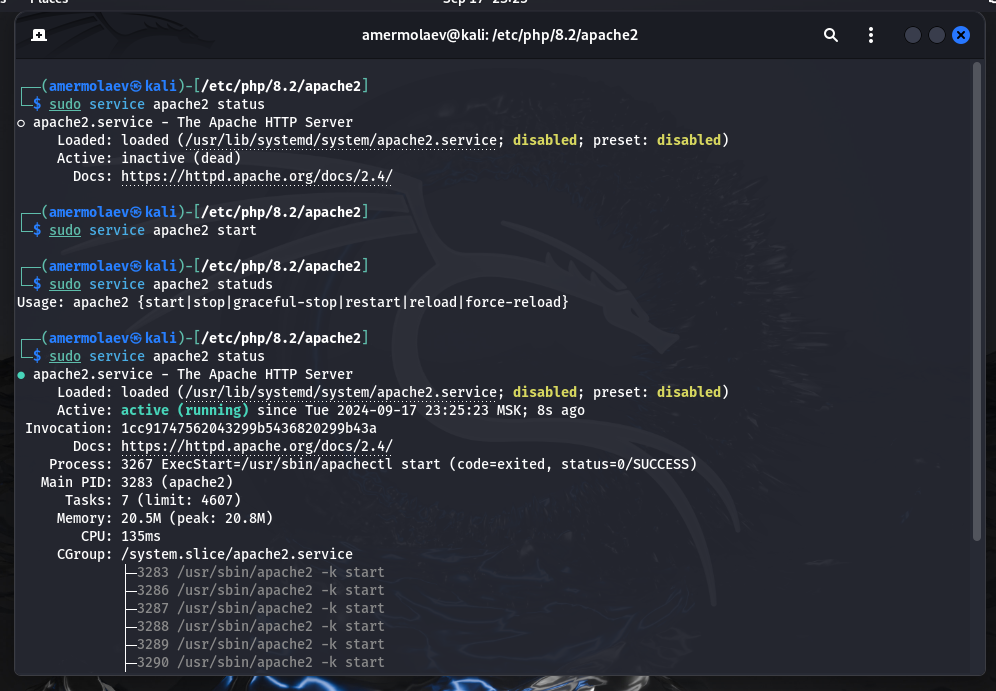 amermolaev@kali: /etc/php/8.2/apache2
┌──(amermolaev㉿kali)-[/etc/php/8.2/apache2]
└─$ sudo service apache2 status
○ apache2.service - The Apache HTTP Server
Loaded: loaded (/usr/lib/systemd/system/apache2.service; disabled; preset: disabled)
Active: inactive (dead)
Docs: https://httpd.apache.org/docs/2.4/
┌──(amermolaev㉿kali)-[/etc/php/8.2/apache2]
└─$ sudo service apache2 start
┌──(amermolaev㉿kali)-[/etc/php/8.2/apache2]
└─$ sudo service apache2 statuds
Usage: apache2 {start|stop|graceful-stop|restart|reload|force-reload}
┌──(amermolaev㉿kali)-[/etc/php/8.2/apache2]
└─$ sudo service apache2 status
● apache2.service - The Apache HTTP Server
Loaded: loaded (/usr/lib/systemd/system/apache2.service; disabled; preset: disabled)
Active: active (running) since Tue 2024-09-17 23:25:23 MSK; 8s ago
Invocation: 1cc91747562043299b5436820299b43a
Docs: https://httpd.apache.org/docs/2.4/
Process: 3267 ExecStart=/usr/sbin/apachectl start (code=exited, status=0/SUCCESS)
Main PID: 3283 (apache2)
Tasks: 7 (limit: 4607)
Memory: 20.5M (peak: 20.8M)
CPU: 135ms
CGroup: /system.slice/apache2.service
├─3283 /usr/sbin/apache2 -k start
├─3286 /usr/sbin/apache2 -k start
├─3287 /usr/sbin/apache2 -k start
├─3288 /usr/sbin/apache2 -k start
├─3289 /usr/sbin/apache2 -k start
├─3290 /usr/sbin/apache2 -k start